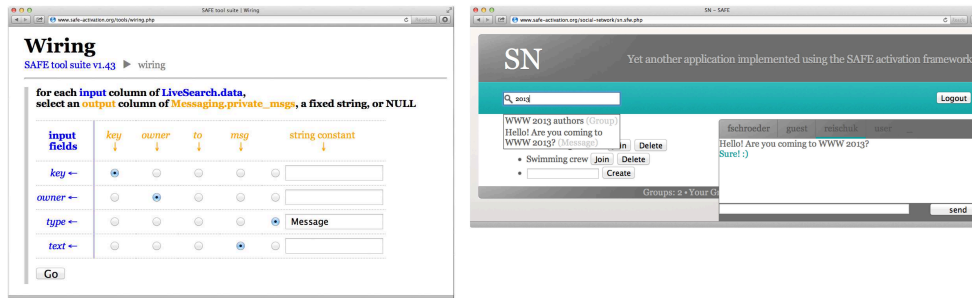 SAFE tool suite | Wiring
www.safe-activation.org/tools/wiring.php
Wiring
SAFE tool suite v1.43 ▶ wiring
for each input column of LiveSearch.data,
select an output column of Messaging.private_msgs, a fixed string, or NULL
input fields key owner to msg string constant
↓ ↓ ↓ ↓ ↓
key ←
owner ←
type ← Message
text ←
Go
SN – SAFE
www.safe-activation.org/social-network/sn.sfw.php
SN
Yet another application implemented using the SAFE activation framework
2013
Logout
WWW 2013 authors (Group)
Hello! Are you coming to
WWW 2013? (Message)
in Delete
• Swimming crew Join Delete
• Create
Groups: 2 • Your G
fschroeder guest reischuk user
Hello! Are you coming to WWW 2013?
Sure! :)
send